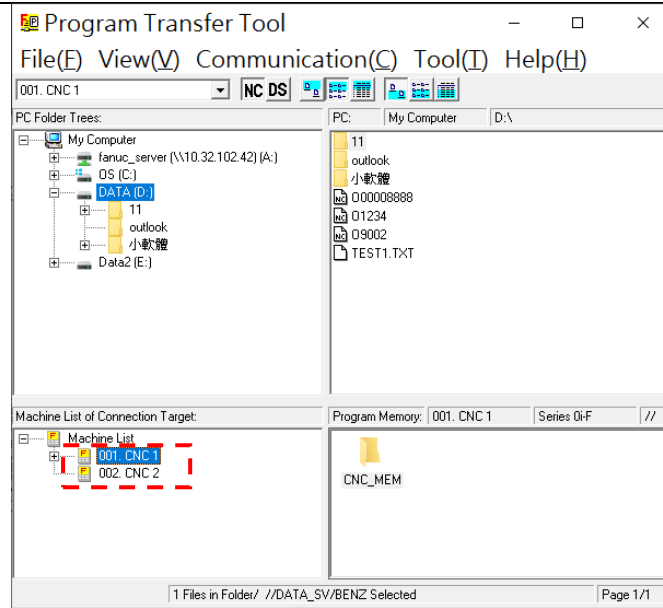 Program Transfer Tool
File(F) View(V) Communication(C) Tool(T) Help(H)
001. CNC 1 NC DS
PC Folder Trees:
My Computer
fanuc_server (\\10.32.102.42) (A:)
OS (C:)
DATA (D:)
11
outlook
小軟體
Data2 (E:)
PC: My Computer D:\
11
outlook
小軟體
O00008888
O1234
O9002
TEST1.TXT
Machine List of Connection Target:
Machine List
001. CNC 1
002. CNC 2
Program Memory: 001. CNC 1 Series 0i-F //
CNC_MEM
1 Files in Folder/ //DATA_SV/BENZ Selected Page 1/1